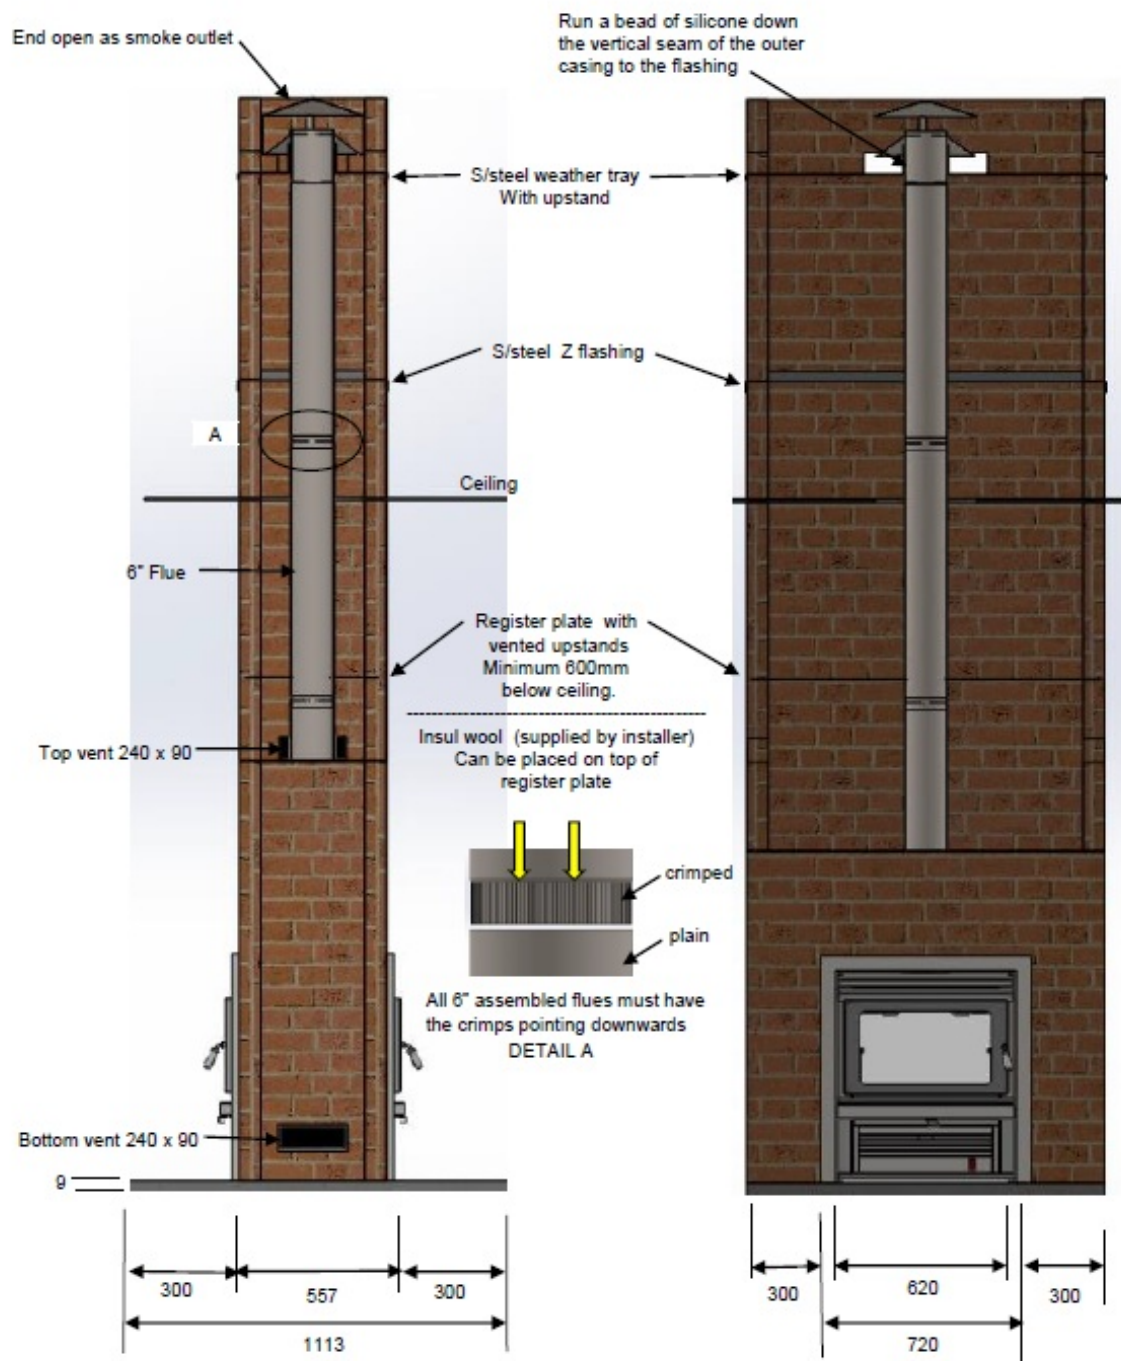 End open as smoke outlet
Run a bead of silicone down
the vertical seam of the outer
casing to the flashing
S/steel weather tray
With upstand
S/steel Z flashing
A
Ceiling
6" Flue
Register plate with
vented upstands
Minimum 600mm
below ceiling.
Insul wool (supplied by installer)
Can be placed on top of
register plate
Top vent 240 x 90
crimped
plain
All 6" assembled flues must have
the crimps pointing downwards
DETAIL A
Bottom vent 240 x 90
9
300
557
300
1113
300
620
300
720